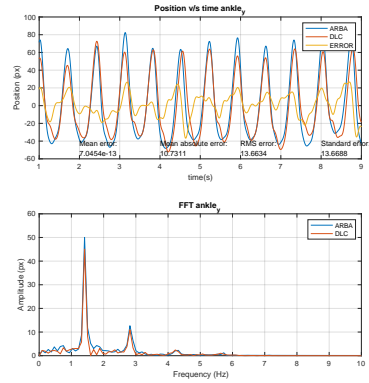 Position v/s time ankle_y
100
80
60
40
20
0
-20
-40
-60
Position (px)
ARBA
DLC
ERROR
Mean error: Mean absolute error: RMS error: Standard error
7.0454e-13 10.7311 13.6634 13.6688
1 2 3 4 5 6 7 8 9
time(s)
FFT ankle_y
60
50
40
30
20
10
0
Amplitude (px)
ARBA
DLC
0 1 2 3 4 5 6 7 8 9 10
Frequency (Hz)